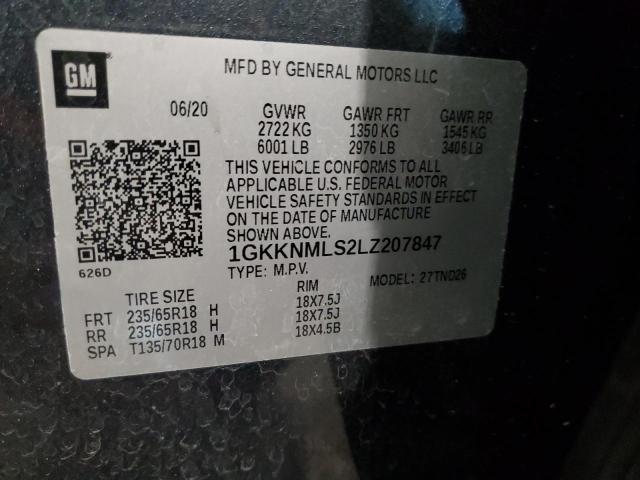 GM
MFD BY GENERAL MOTORS LLC
06/20 GVWR GAWR FRT GAWR RR
2722 KG 1350 KG 1545 KG
6001 LB 2976 LB 3406 LB
THIS VEHICLE CONFORMS TO ALL
APPLICABLE U.S. FEDERAL MOTOR
VEHICLE SAFETY STANDARDS IN EFFECT
ON THE DATE OF MANUFACTURE
SHOWN ABOVE.
1GKKNMLS2LZ207847
626D
TYPE: M.P.V. MODEL: 27TND26
TIRE SIZE RIM
FRT 235/65R18 H 18X7.5J
RR 235/65R18 H 18X7.5J
SPA T135/70R18 M 18X4.5B